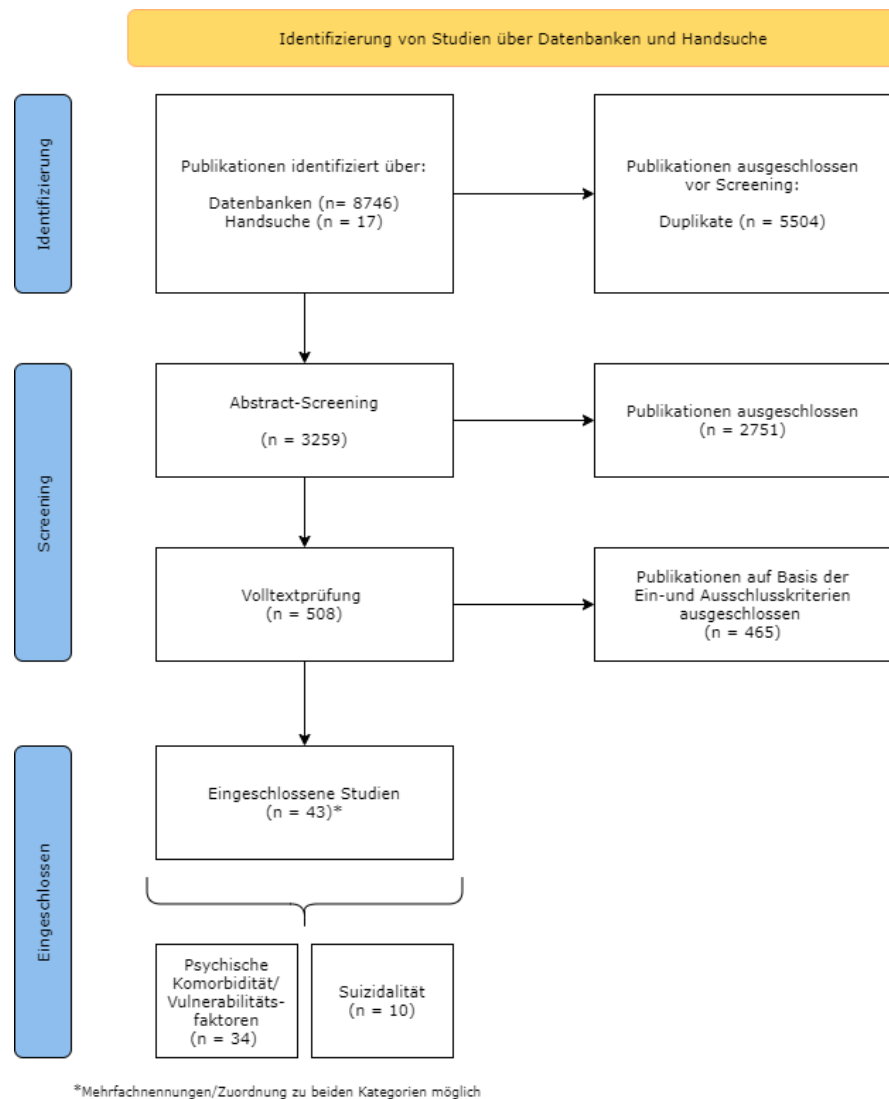 Identifizierung von Studien über Datenbanken und Handsuche
Identifizierung
Publikationen identifiziert über:
Datenbanken (n= 8746)
Handsuche (n = 17)
Publikationen ausgeschlossen
vor Screening:
Duplikate (n = 5504)
Screening
Abstract-Screening
(n = 3259)
Publikationen ausgeschlossen
(n = 2751)
Volltextprüfung
(n = 508)
Publikationen auf Basis der
Ein-und Ausschlusskriterien
ausgeschlossen
(n = 465)
Eingeschlossen
Eingeschlossene Studien
(n = 43)*
Psychische
Komorbidität/
Vulnerabilitäts-
faktoren
(n = 34)
Suizidalität
(n = 10)
*Mehrfachnennungen/Zuordnung zu beiden Kategorien möglich